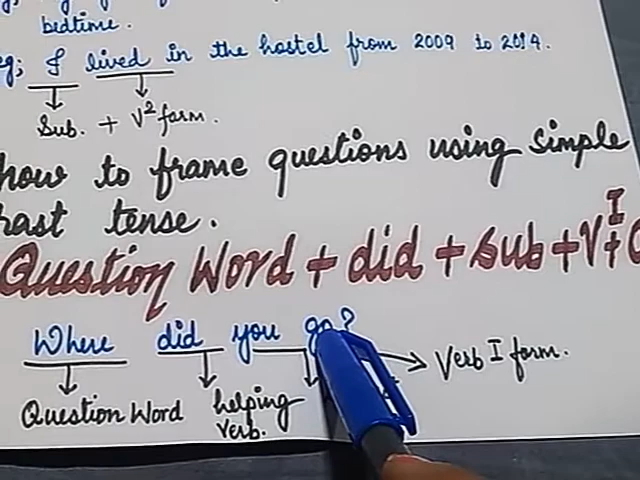 bedtime.
eg; I lived in the hostel from 2009 to 2014.
Sub. + V² form.
how to frame questions using simple
past tense.
Question Word + did + sub + V I +
Where did you go?
Verb I form.
Question Word helping
verb.